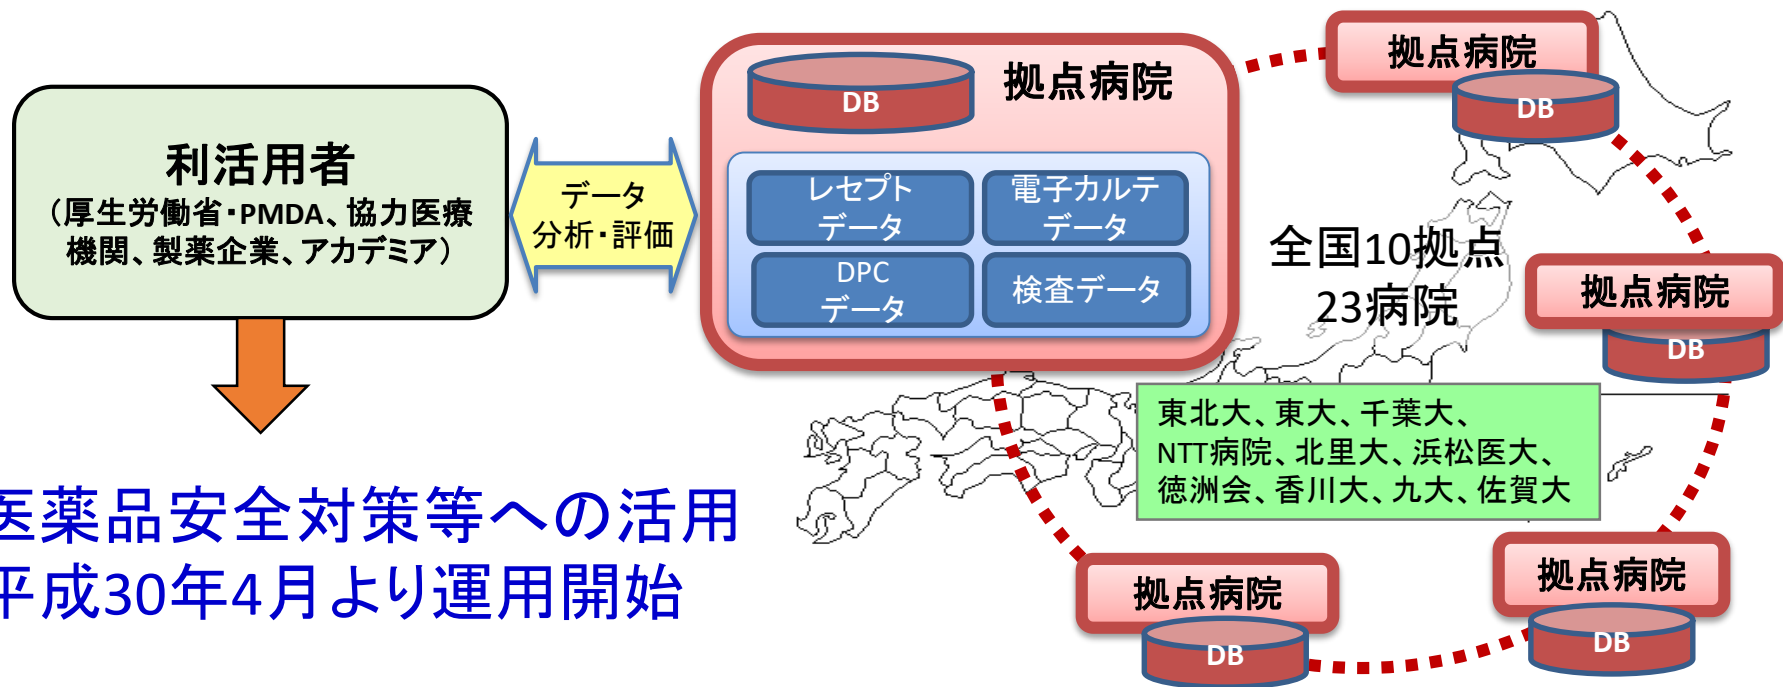 利活用者
（厚生労働省・PMDA、協力医療
機関、製薬企業、アカデミア）
データ
分析・評価
拠点病院
DB
レセプト
データ
電子カルテ
データ
DPC
データ
検査データ
拠点病院
DB
全国10拠点
23病院
拠点病院
DB
東北大、東大、千葉大、
NTT病院、北里大、浜松医大、
徳洲会、香川大、九大、佐賀大
医薬品安全対策等への活用
平成30年4月より運用開始
拠点病院
DB
拠点病院
DB